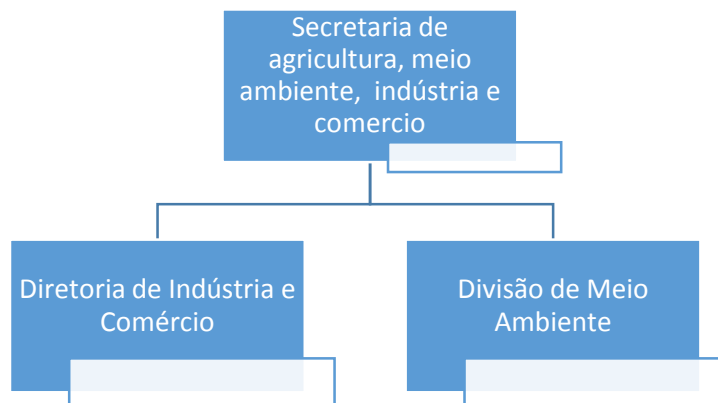 Secretaria de
agricultura, meio
ambiente, indústria e
comercio
Diretoria de Indústria e
Comércio
Divisão de Meio
Ambiente